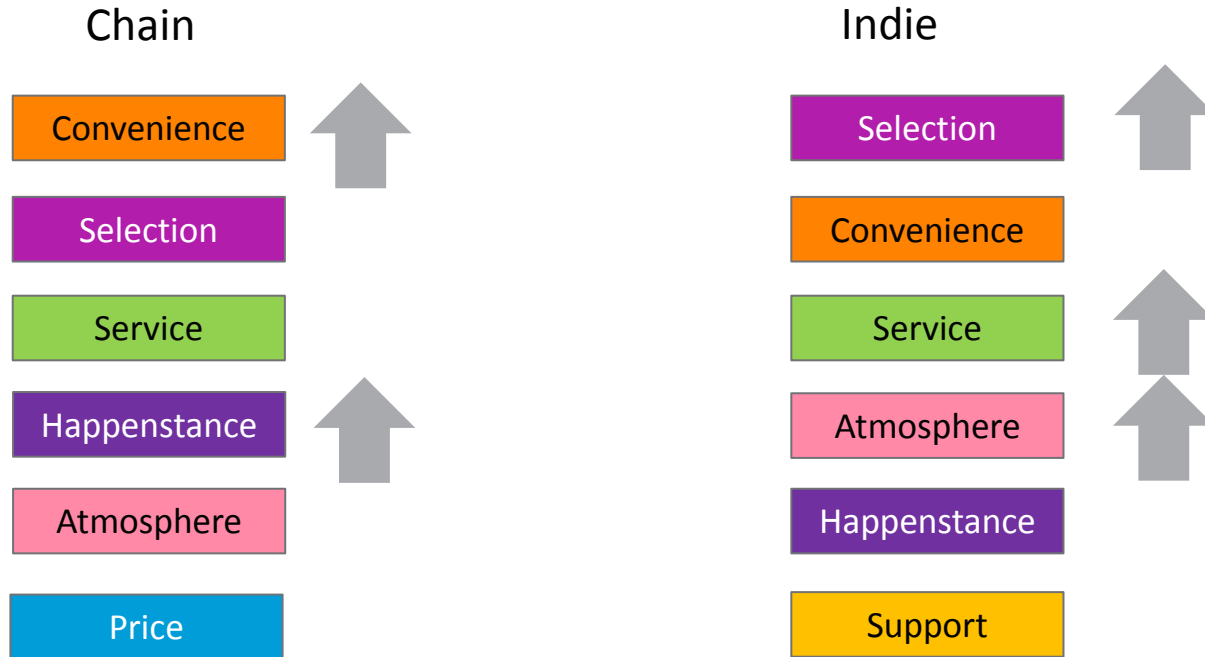 Chain
Convenience
Selection
Service
Happenstance
Atmosphere
Price
Indie
Selection
Convenience
Service
Atmosphere
Happenstance
Support